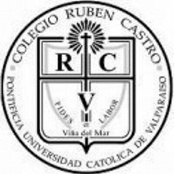 COLEGIO RUBEN CASTRO
R C
V
FIDES LABOR
Viña del Mar
PONTIFICIA UNIVERSIDAD CATOLICA DE VALPARAISO